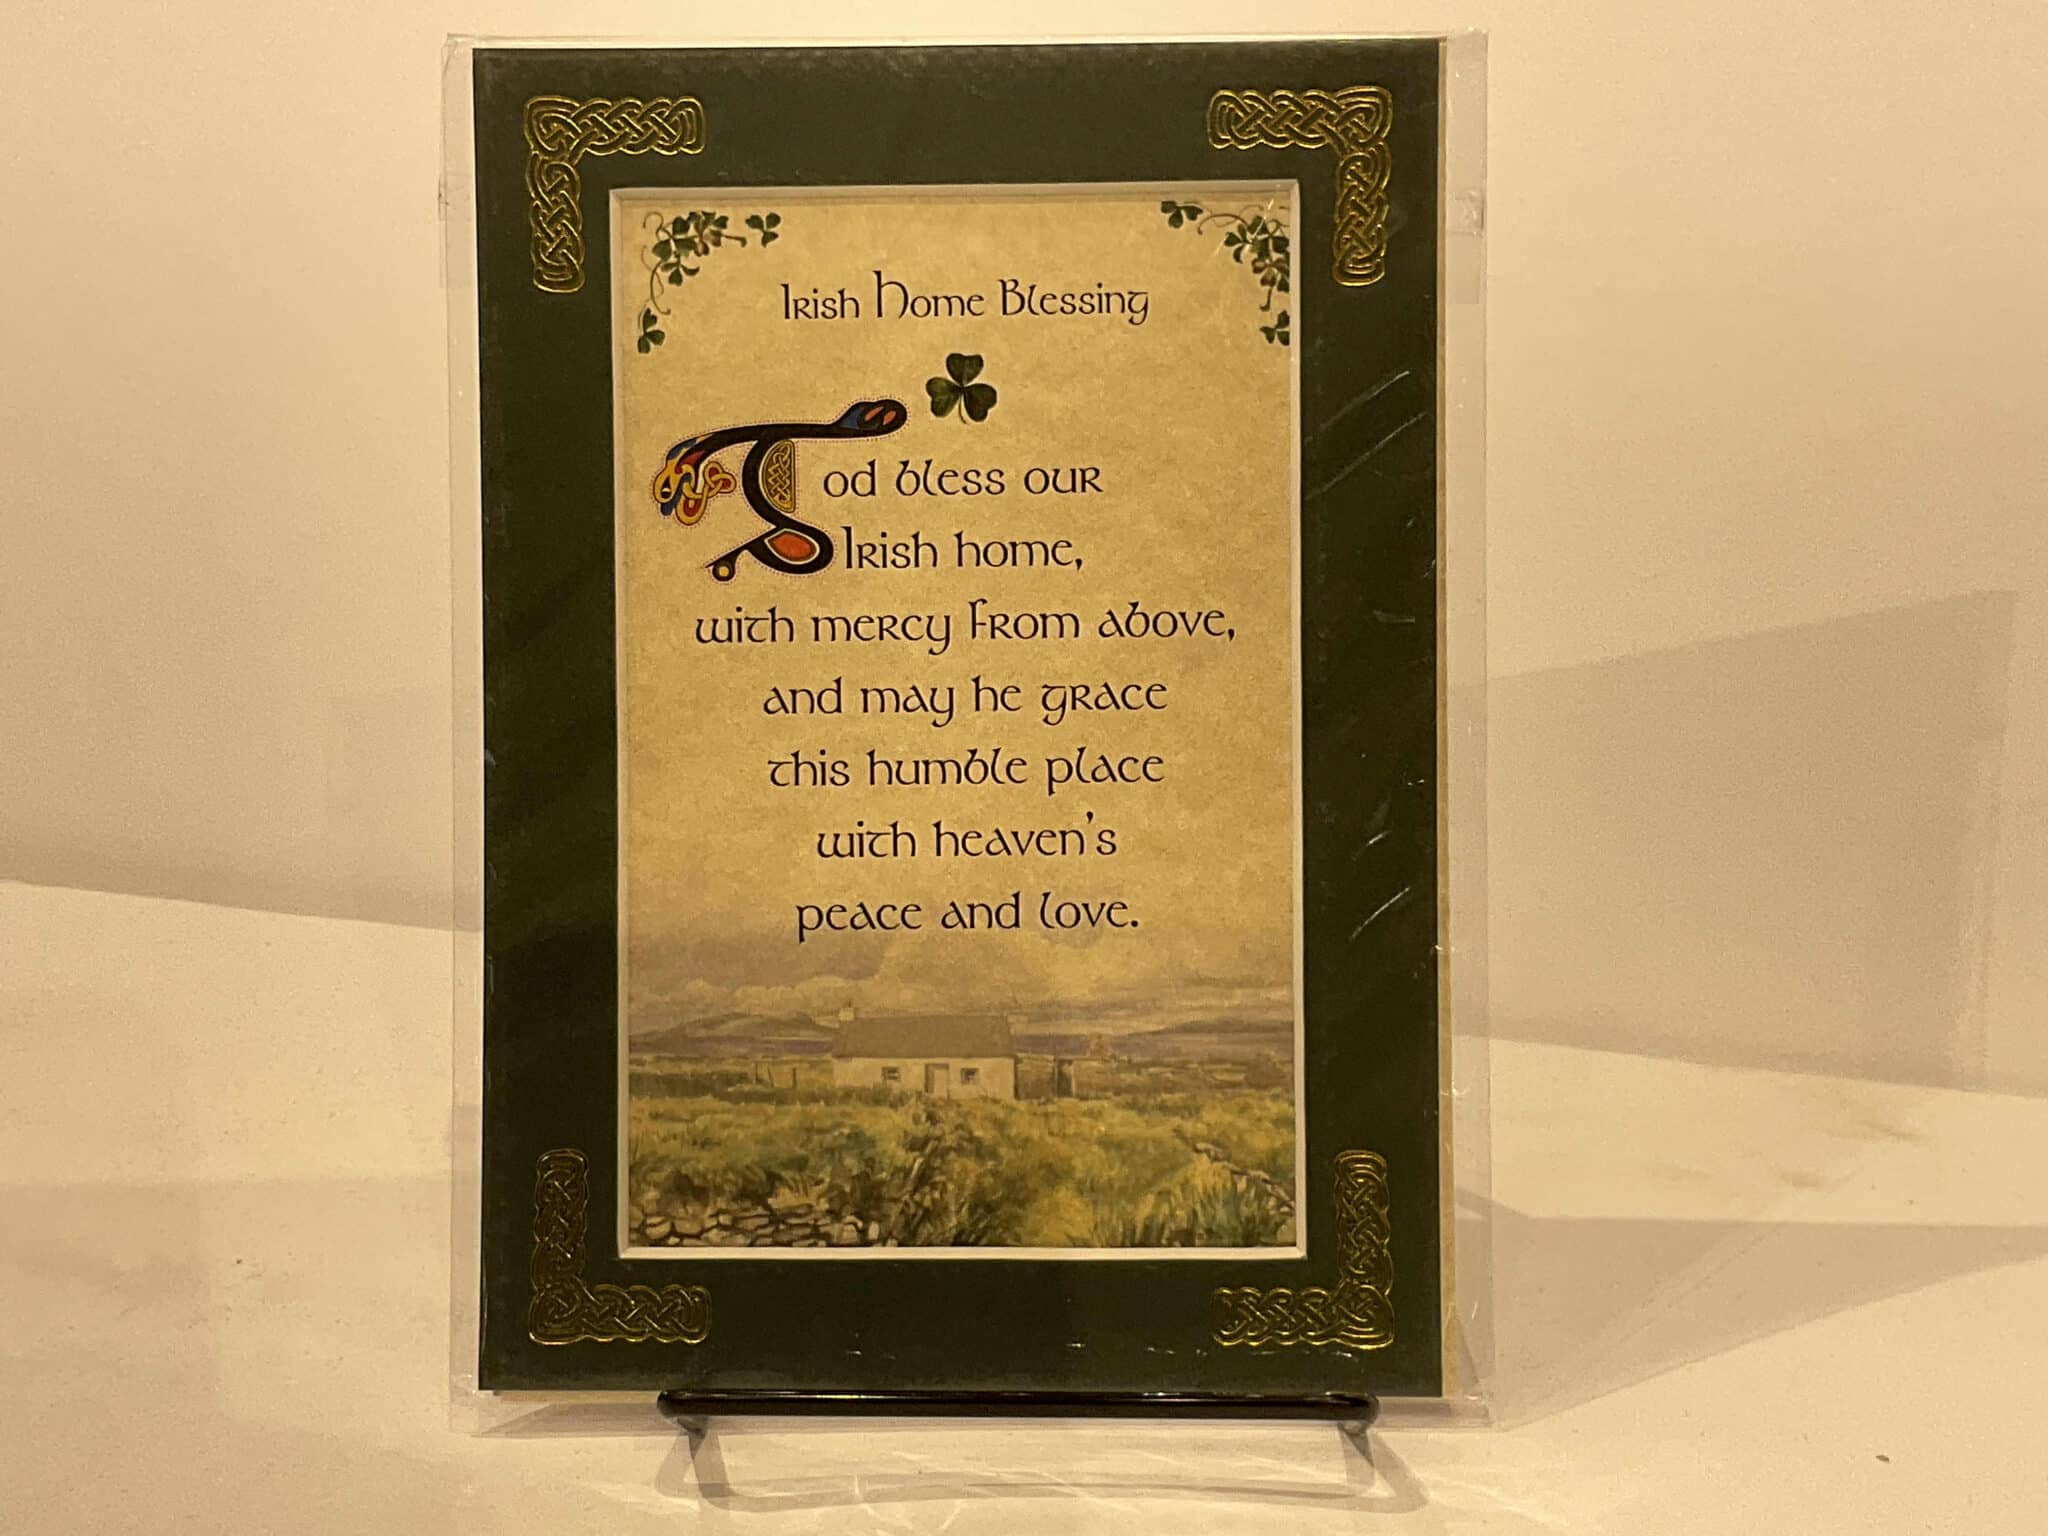 Irish Home Blessing
God bless our
Irish home,
with mercy from above,
and may he grace
this humble place
with heaven's
peace and love.